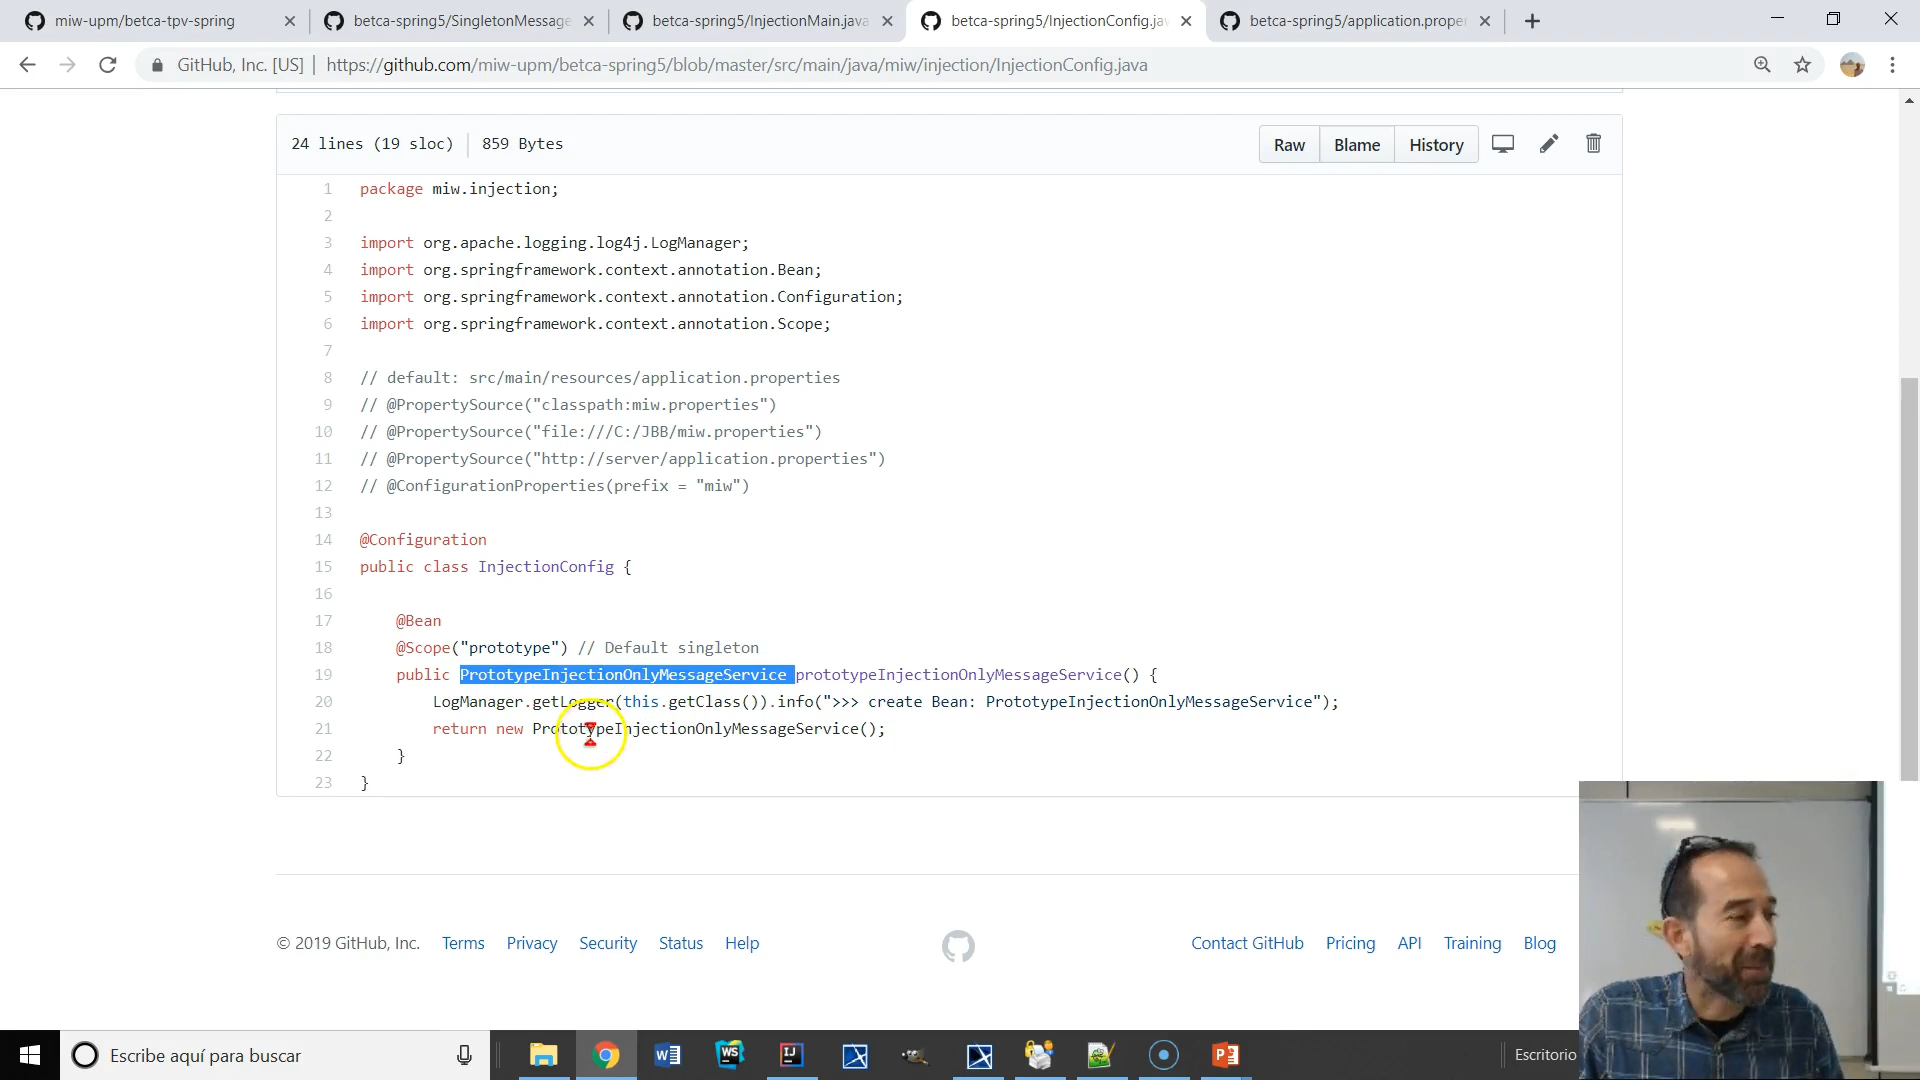 miw-upm/betca-tpv-spring
betca-spring5/SingletonMessage
betca-spring5/InjectionMain.java
betca-spring5/InjectionConfig.ja
betca-spring5/application.proper
GitHub, Inc. [US] | https://github.com/miw-upm/betca-spring5/blob/master/src/main/java/miw/injection/InjectionConfig.java
24 lines (19 sloc) 859 Bytes
Raw Blame History
1 package miw.injection;
2
3 import org.apache.logging.log4j.LogManager;
4 import org.springframework.context.annotation.Bean;
5 import org.springframework.context.annotation.Configuration;
6 import org.springframework.context.annotation.Scope;
7
8 // default: src/main/resources/application.properties
9 // @PropertySource("classpath:miw.properties")
10 // @PropertySource("file:///C:/JBB/miw.properties")
11 // @PropertySource("http://server/application.properties")
12 // @ConfigurationProperties(prefix = "miw")
13
14 @Configuration
15 public class InjectionConfig {
16
17 @Bean
18 @Scope("prototype") // Default singleton
19 public PrototypeInjectionOnlyMessageService prototypeInjectionOnlyMessageService() {
20 LogManager.getLogger(this.getClass()).info(">>> create Bean: PrototypeInjectionOnlyMessageService");
21 return new PrototypeInjectionOnlyMessageService();
22 }
23 }
© 2019 GitHub, Inc. Terms Privacy Security Status Help
Contact GitHub Pricing API Training Blog
Escribe aquí para buscar
WS
IJ
Escritorio